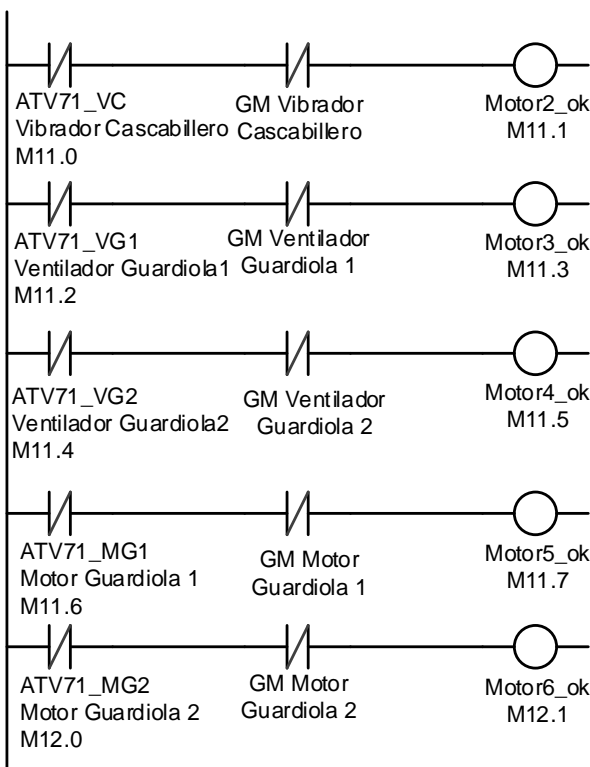 ATV71_VC
Vibrador Cascabillero
M11.0
GM Vibrador
Cascabillero
Motor2_ok
M11.1
ATV71_VG1
Ventilador Guardiola1
M11.2
GM Ventilador
Guardiola 1
Motor3_ok
M11.3
ATV71_VG2
Ventilador Guardiola2
M11.4
GM Ventilador
Guardiola 2
Motor4_ok
M11.5
ATV71_MG1
Motor Guardiola 1
M11.6
GM Motor
Guardiola 1
Motor5_ok
M11.7
ATV71_MG2
Motor Guardiola 2
M12.0
GM Motor
Guardiola 2
Motor6_ok
M12.1